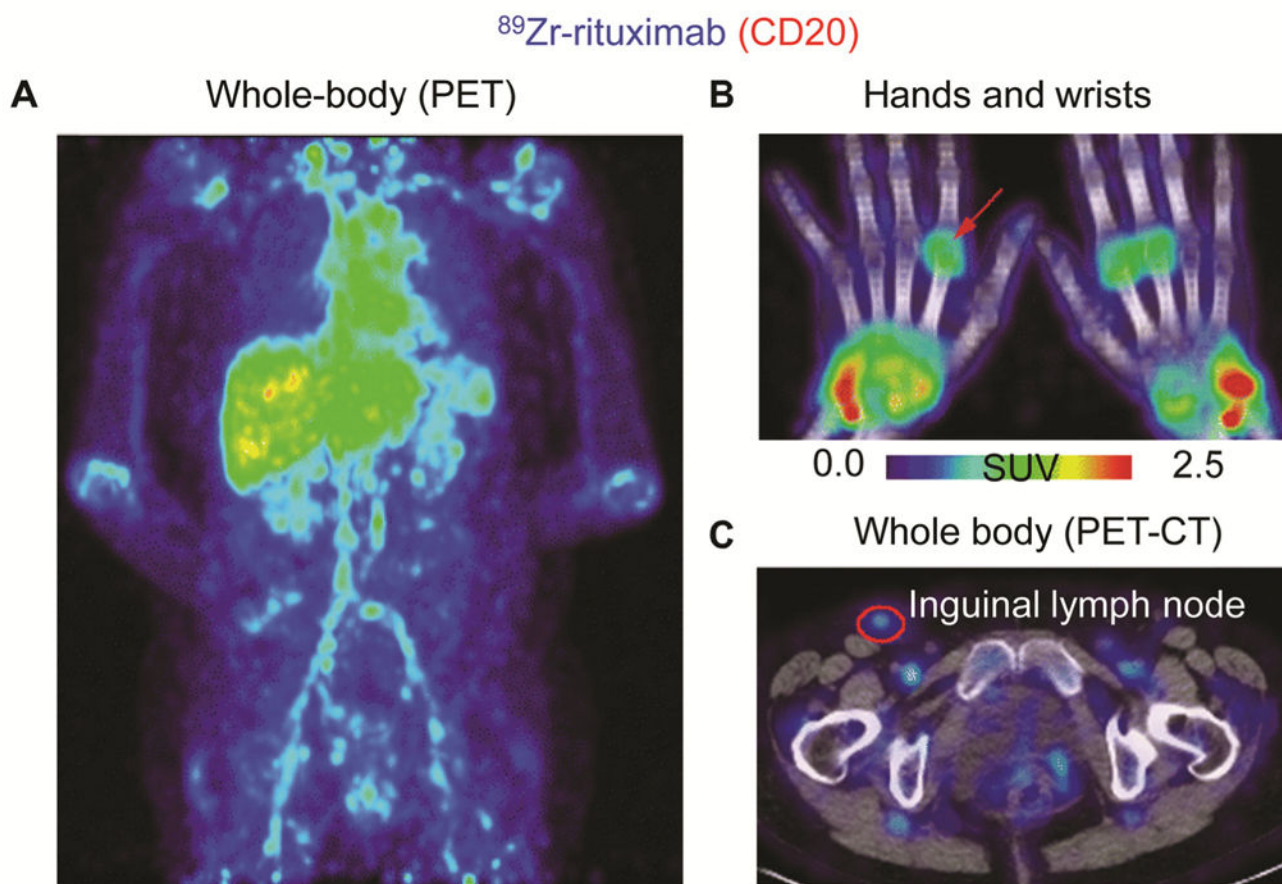 ⁸⁹Zr-rituximab (CD20)
A Whole-body (PET)
B Hands and wrists
0.0 SUV 2.5
C Whole body (PET-CT)
Inguinal lymph node